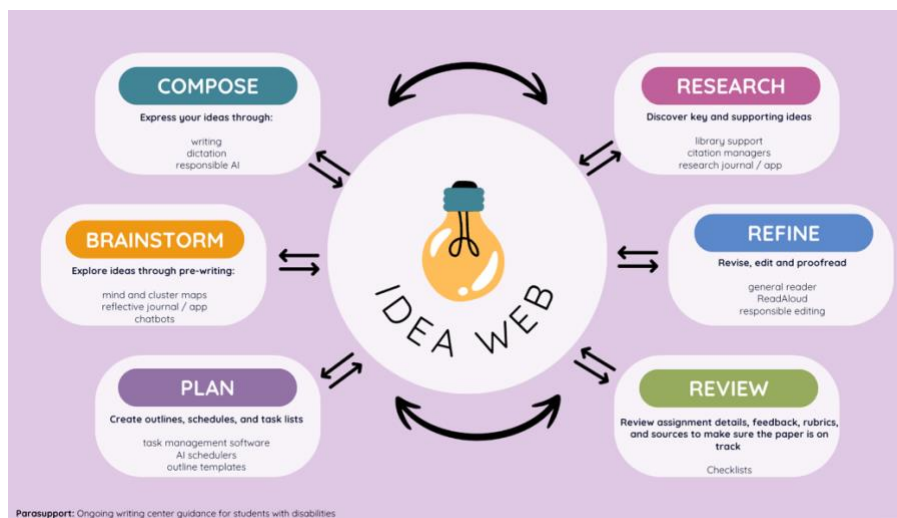 COMPOSE
Express your ideas through:
writing
dictation
responsible AI
RESEARCH
Discover key and supporting ideas
library support
citation managers
research journal / app
BRAINSTORM
Explore ideas through pre-writing:
mind and cluster maps
reflective journal / app
chatbots
IDEA WEB
REFINE
Revise, edit and proofread
general reader
ReadAloud
responsible editing
PLAN
Create outlines, schedules, and task lists
task management software
AI schedulers
outline templates
REVIEW
Review assignment details, feedback, rubrics,
and sources to make sure the paper is on
track
Checklists
Parasupport: Ongoing writing center guidance for students with disabilities